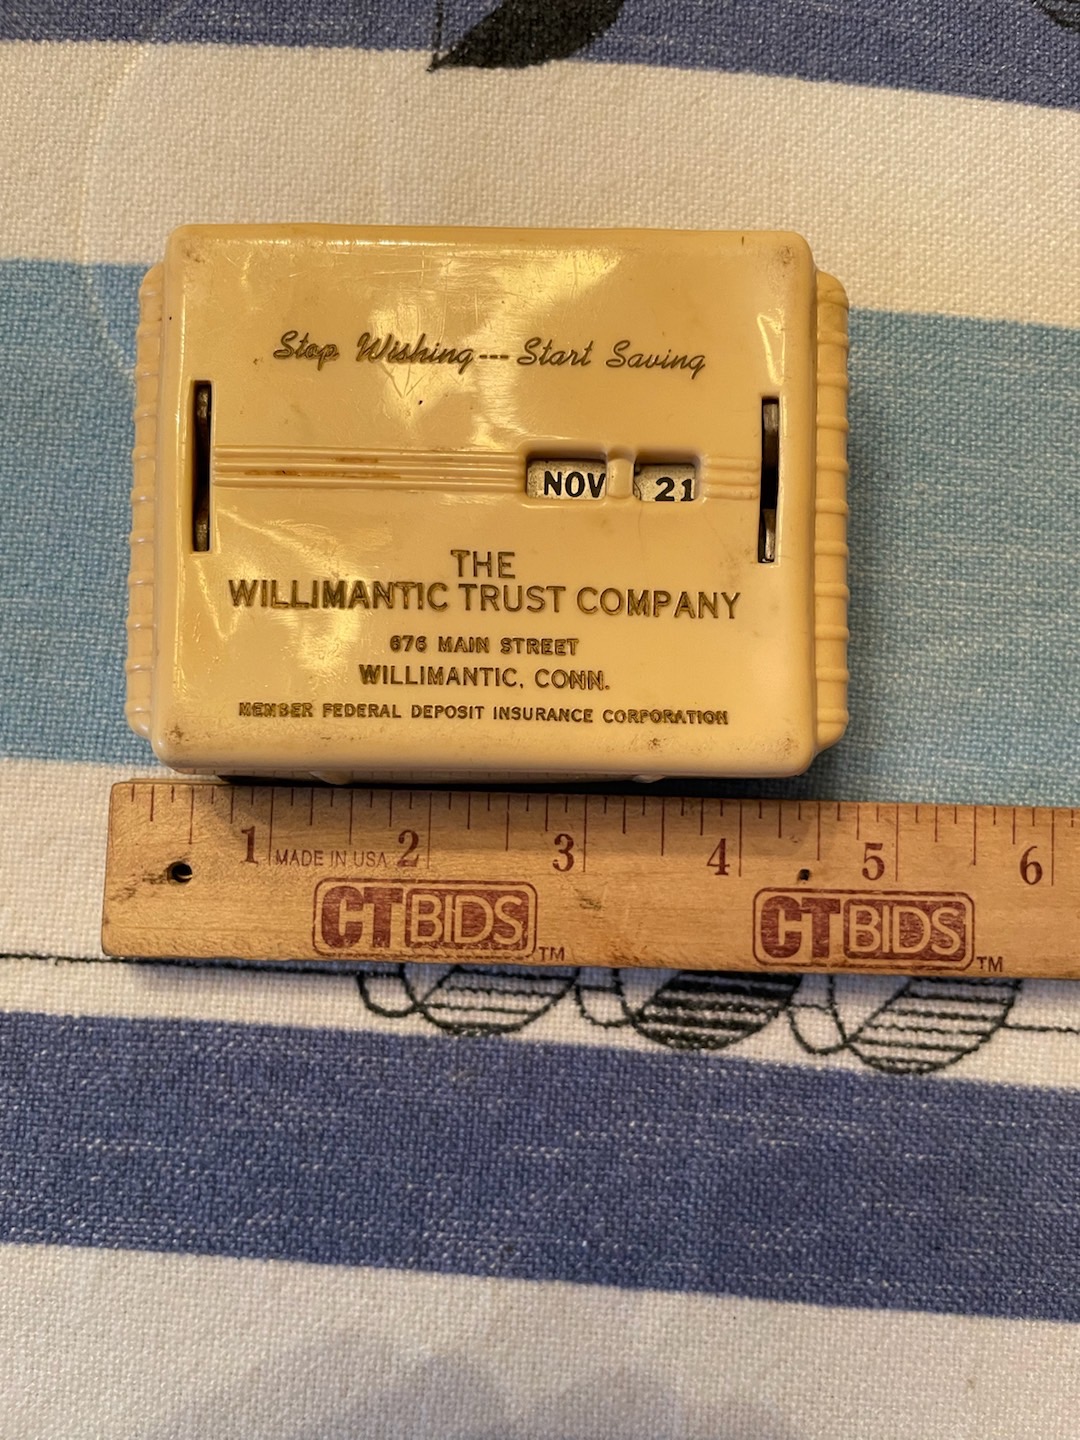 Stop Wishing --- Start Saving
NOV 21
THE
WILLIMANTIC TRUST COMPANY
676 MAIN STREET
WILLIMANTIC, CONN.
MEMBER FEDERAL DEPOSIT INSURANCE CORPORATION
1 MADE IN USA 2 3 4 5 6
CTBIDS™ CTBIDS™